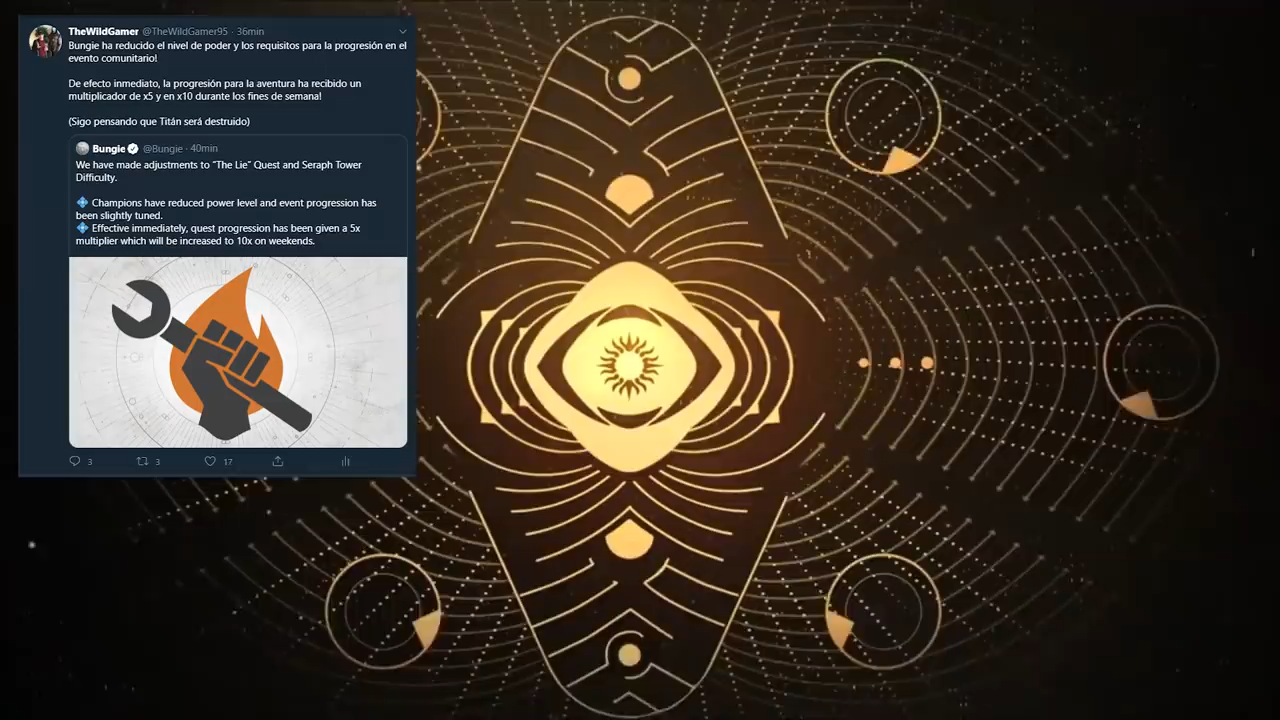 TheWildGamer @TheWildGamer95 · 36min
Bungie ha reducido el nivel de poder y los requisitos para la progresión en el
evento comunitario!
De efecto inmediato, la progresión para la aventura ha recibido un
multiplicador de x5 y en x10 durante los fines de semana!
(Sigo pensando que Titán será destruido)
Bungie @Bungie · 40min
We have made adjustments to "The Lie" Quest and Seraph Tower
Difficulty.
Champions have reduced power level and event progression has
been slightly tuned.
Effective immediately, quest progression has been given a 5x
multiplier which will be increased to 10x on weekends.
3 3 17